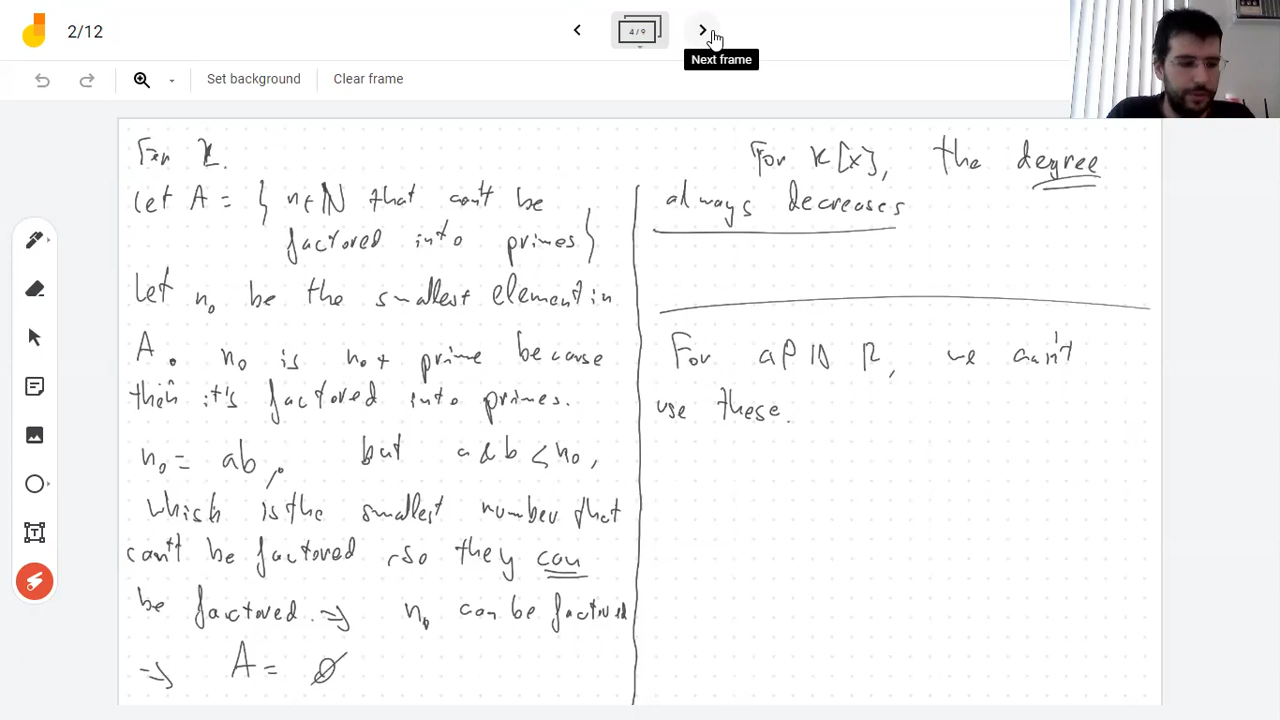 2/12
4 / 9
Next frame
Set background
Clear frame
For ℤ.
Let A = { n ∈ ℕ that can't be
factored into primes }
Let n₀ be the smallest element in
A. n₀ is not prime because
then it's factored into primes.
n₀ = ab, but a & b < n₀,
which is the smallest number that
can't be factored, so they can
be factored. ⇒ n₀ can be factored
⇒ A = ∅
For K[x], the degree
always decreases
For a PID R, we can't
use these.